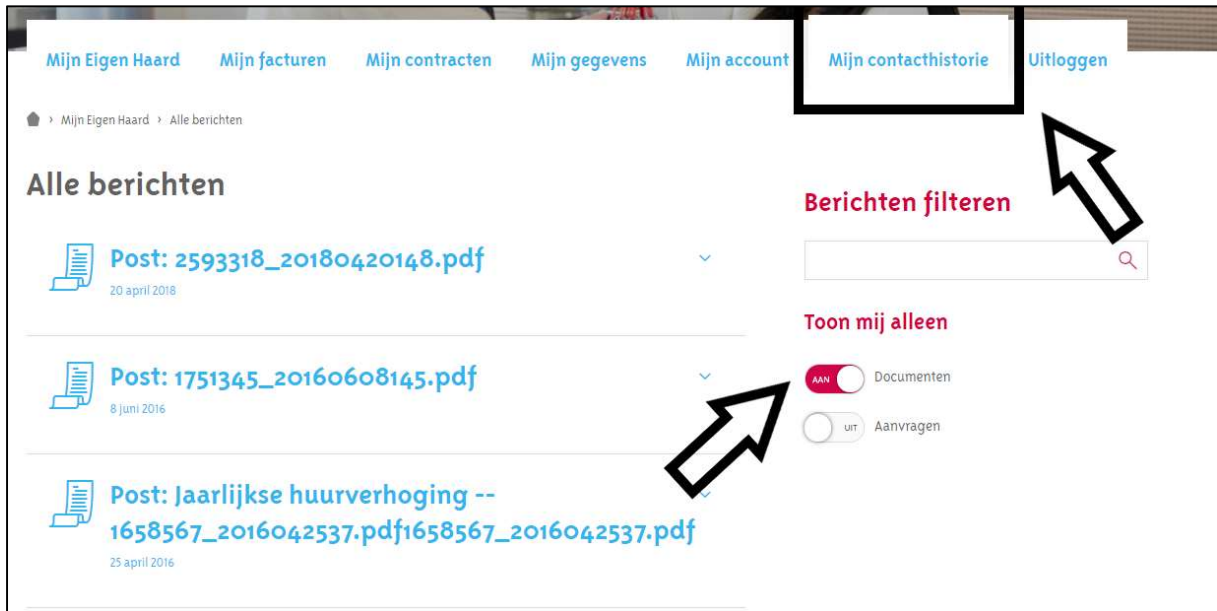 Mijn Eigen Haard Mijn facturen Mijn contracten Mijn gegevens Mijn account Mijn contacthistorie Uitloggen
› Mijn Eigen Haard › Alle berichten
Alle berichten
Post: 2593318_20180420148.pdf
20 april 2018
Post: 1751345_20160608145.pdf
8 juni 2016
Post: Jaarlijkse huurverhoging --
1658567_2016042537.pdf1658567_2016042537.pdf
25 april 2016
Berichten filteren
Toon mij alleen
AAN Documenten
UIT Aanvragen